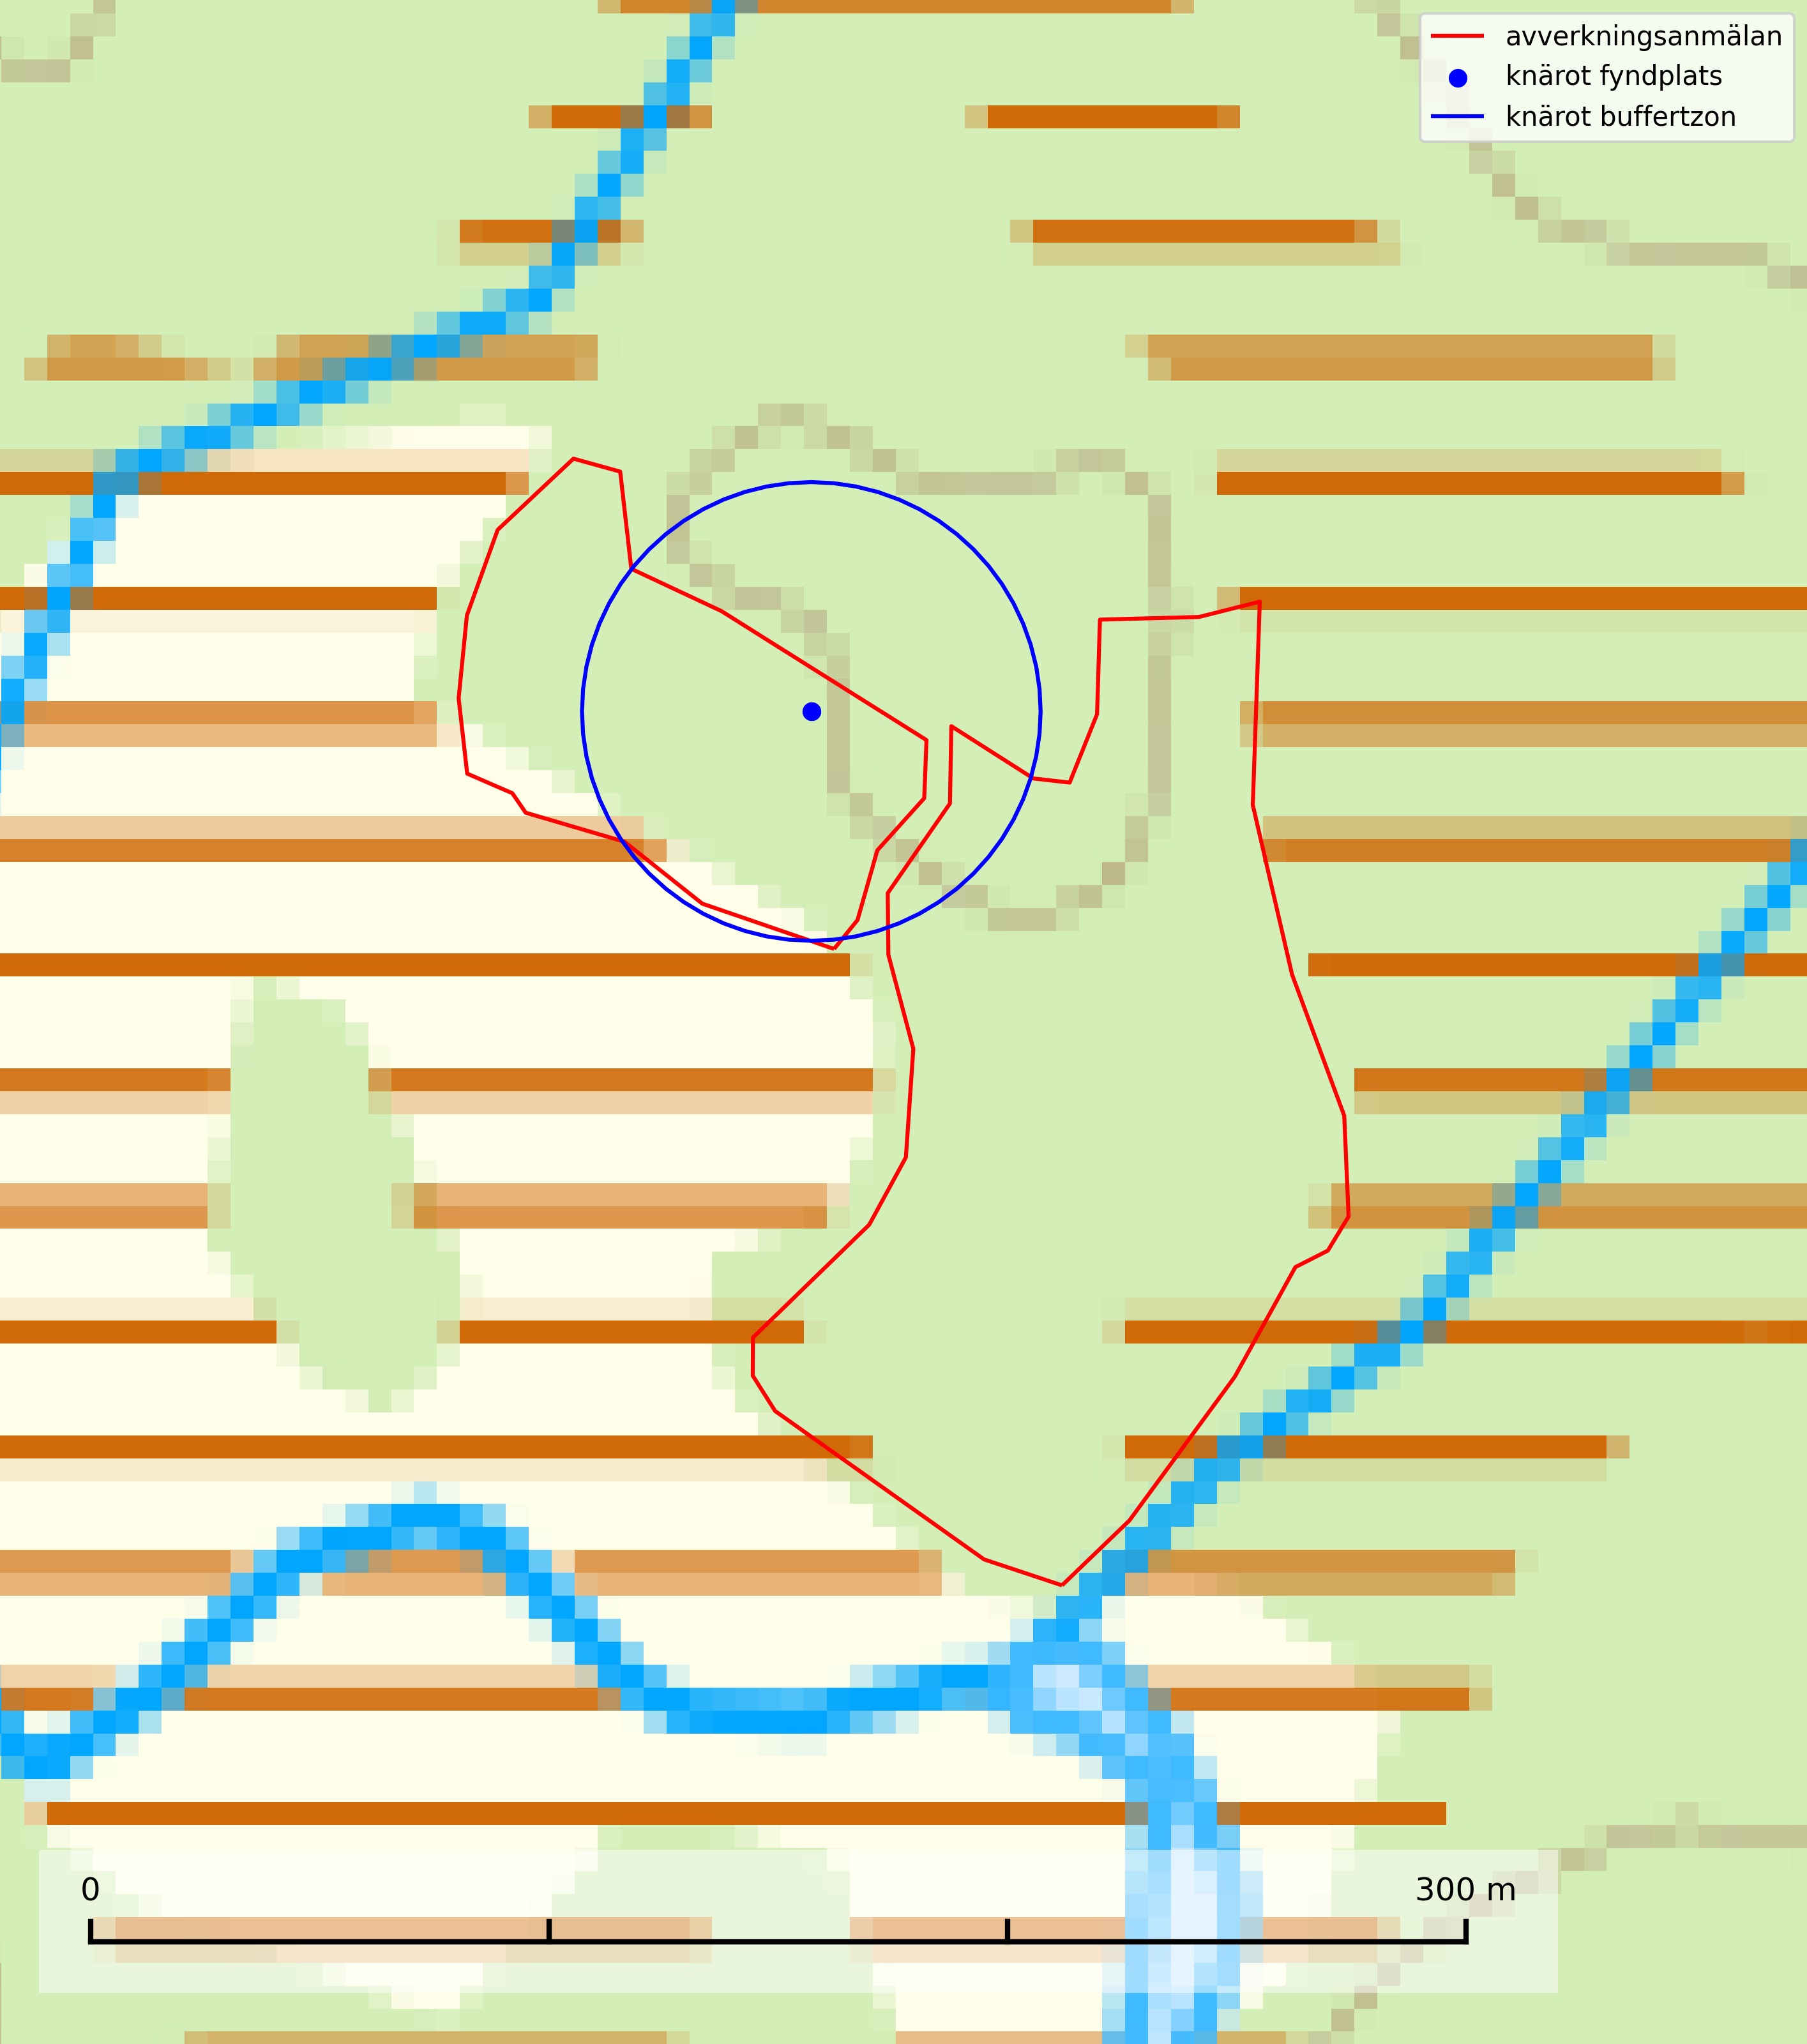 avverkningsanmälan
knärot fyndplats
knärot buffertzon
0
300 m